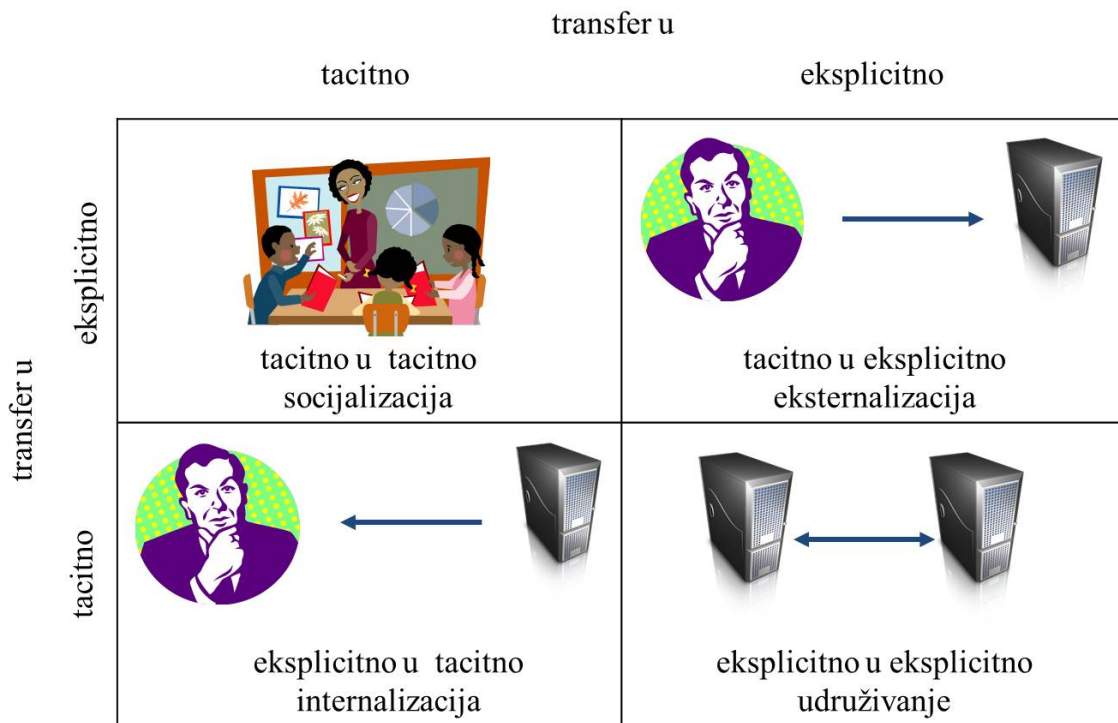 transfer u
tacitno
eksplicitno
transfer u
eksplicitno
tacitno u tacitno
socijalizacija
tacitno u eksplicitno
eksternalizacija
tacitno
eksplicitno u tacitno
internalizacija
eksplicitno u eksplicitno
udruživanje